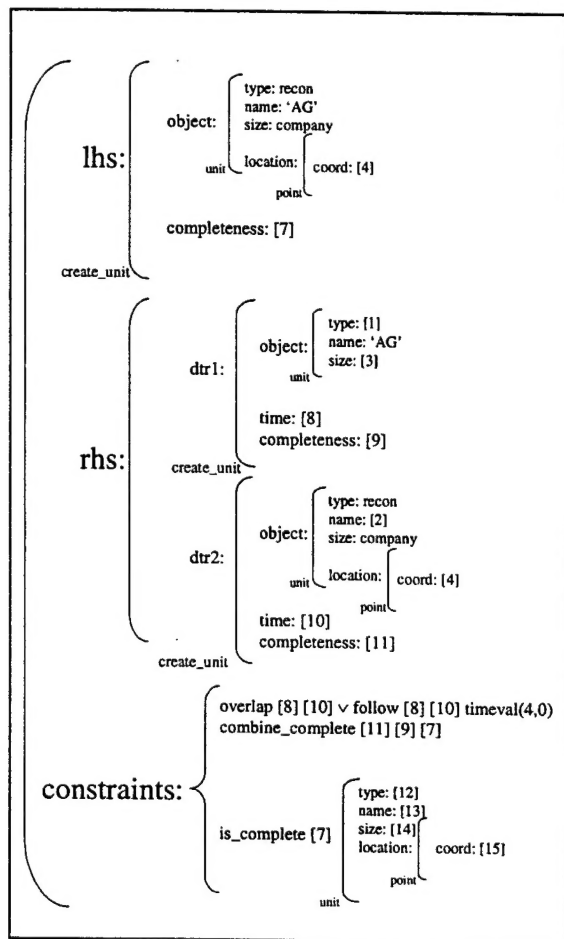 type: recon
name: 'AG'
size: company
object:
unit
location:
coord: [4]
point
lhs:
completeness: [7]
create_unit
type: [1]
name: 'AG'
size: [3]
object:
unit
dtr1:
time: [8]
completeness: [9]
create_unit
rhs:
type: recon
name: [2]
size: company
object:
dtr2:
unit
location:
coord: [4]
point
time: [10]
completeness: [11]
create_unit
overlap [8] [10] ∨ follow [8] [10] timeval(4,0)
combine_complete [11] [9] [7]
constraints:
type: [12]
name: [13]
size: [14]
is_complete [7]
location:
coord: [15]
point
unit